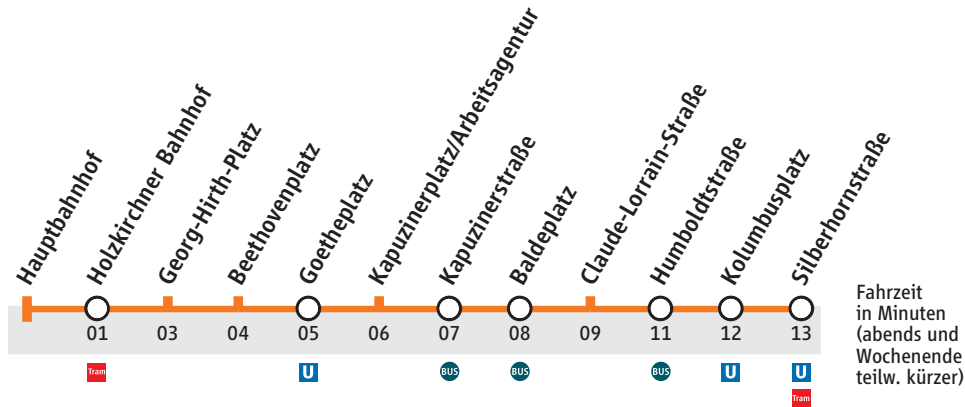 Hauptbahnhof
Holzkirchner Bahnhof
Georg-Hirth-Platz
Beethovenplatz
Goetheplatz
Kapuzinerplatz/Arbeitsagentur
Kapuzinerstraße
Baldeplatz
Claude-Lorrain-Straße
Humboldtstraße
Kolumbusplatz
Silberhornstraße
01 03 04 05 06 07 08 09 11 12 13
Tram U BUS BUS BUS U U
Tram
Fahrzeit
in Minuten
(abends und
Wochenende
teilw. kürzer)